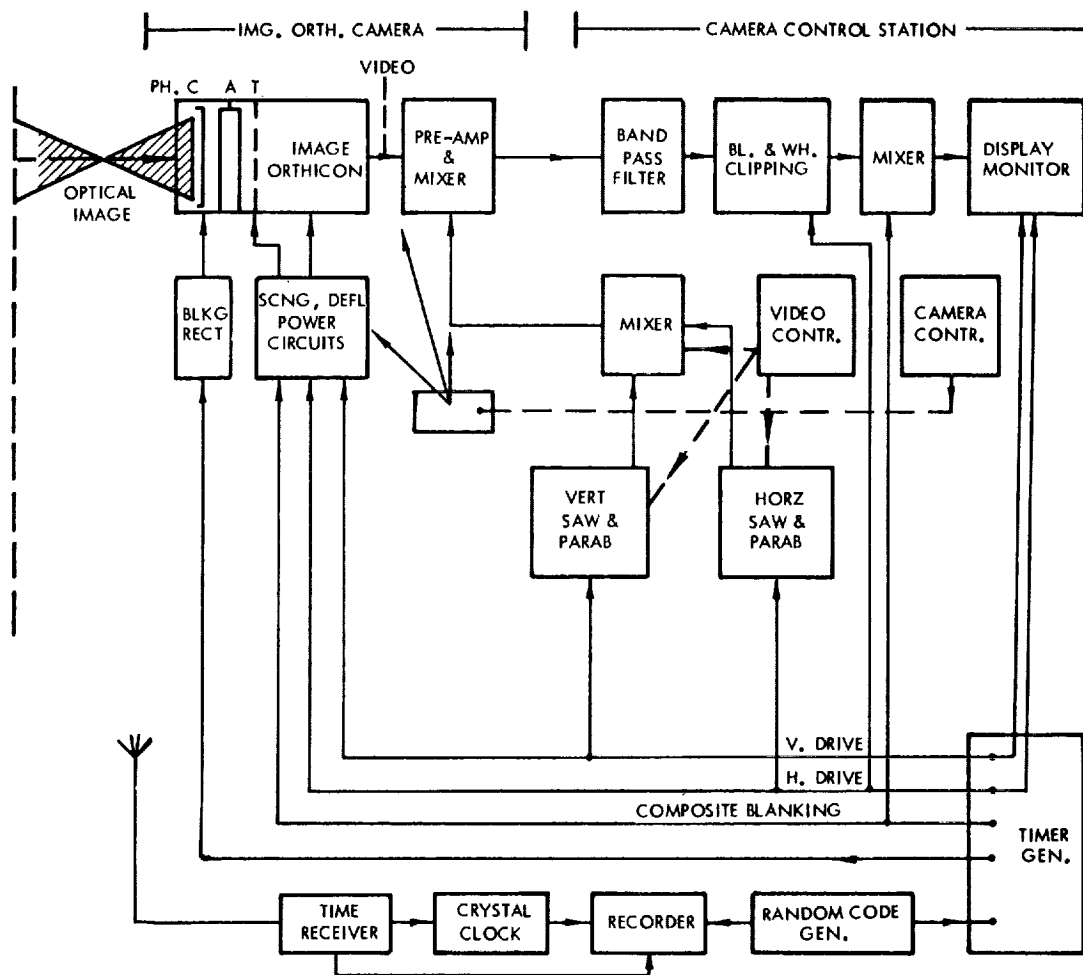 IMG. ORTH. CAMERA
CAMERA CONTROL STATION
VIDEO
PH. C A T
IMAGE
ORTHICON
PRE-AMP
&
MIXER
BAND
PASS
FILTER
BL. & WH.
CLIPPING
MIXER
DISPLAY
MONITOR
OPTICAL
IMAGE
BLKG
RECT
SCNG, DEFL
POWER
CIRCUITS
MIXER
VIDEO
CONTR.
CAMERA
CONTR.
VERT
SAW &
PARAB
HORZ
SAW &
PARAB
V. DRIVE
H. DRIVE
COMPOSITE BLANKING
TIMER
GEN.
TIME
RECEIVER
CRYSTAL
CLOCK
RECORDER
RANDOM CODE
GEN.